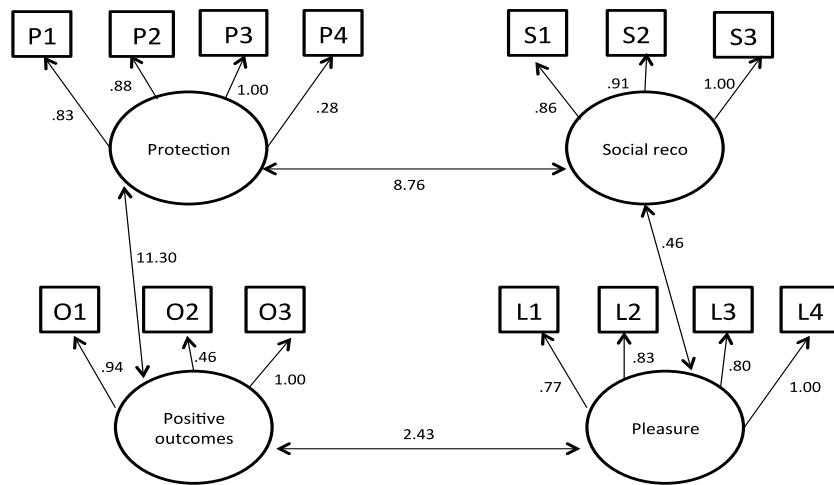 P1 P2 P3 P4 S1 S2 S3
.83 .88 1.00 .28 .86 .91 1.00
Protection Social reco
8.76
11.30 .46
O1 O2 O3 L1 L2 L3 L4
.94 .46 1.00 .77 .83 .80 1.00
Positive
outcomes
Pleasure
2.43